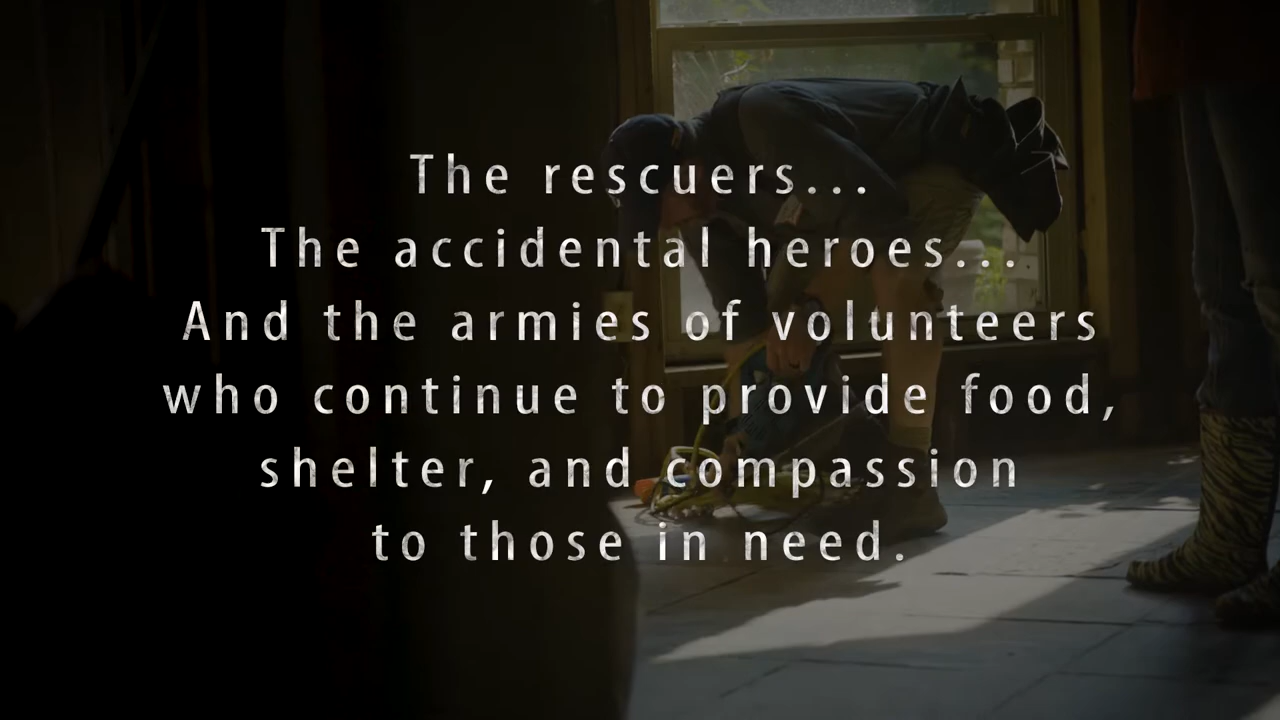 The rescuers...
The accidental heroes...
And the armies of volunteers
who continue to provide food,
shelter, and compassion
to those in need.